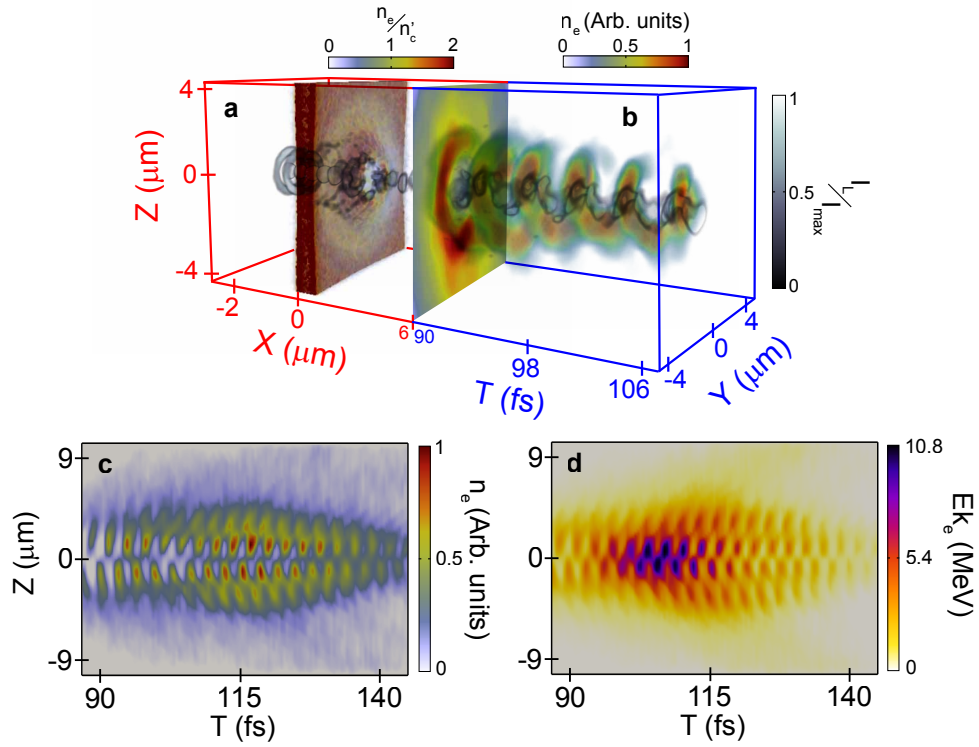 n_e/n'_c
0 1 2
n_e (Arb. units)
0 0.5 1
a
b
4
0
-4
Z (μm)
-2
0
6
X (μm)
90
98
106
T (fs)
-4
0
4
Y (μm)
1
0.5
0
I_L/I_max
c
9
0
-9
Z (μm)
90 115 140
T (fs)
1
0.5
0
n_e (Arb. units)
d
9
0
-9
90 115 140
T (fs)
10.8
5.4
0
Ek_e (MeV)